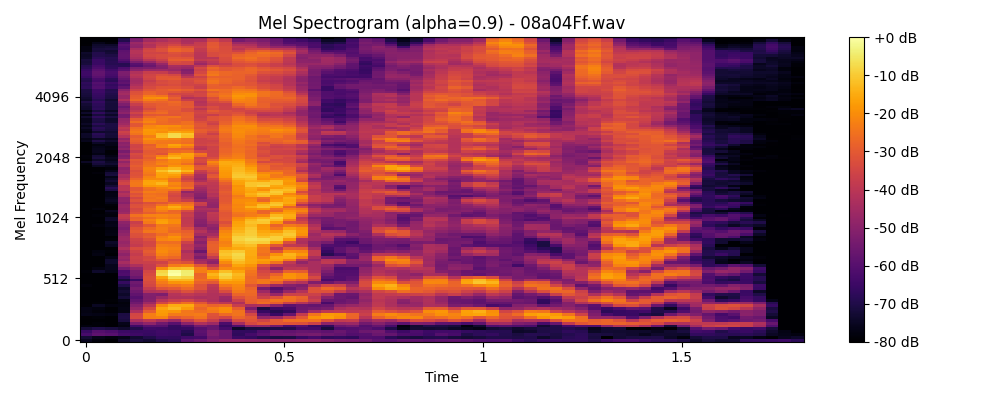 Mel Spectrogram (alpha=0.9) - 08a04Ff.wav
Mel Frequency
4096
2048
1024
512
0
0
0.5
1
1.5
Time
+0 dB
-10 dB
-20 dB
-30 dB
-40 dB
-50 dB
-60 dB
-70 dB
-80 dB